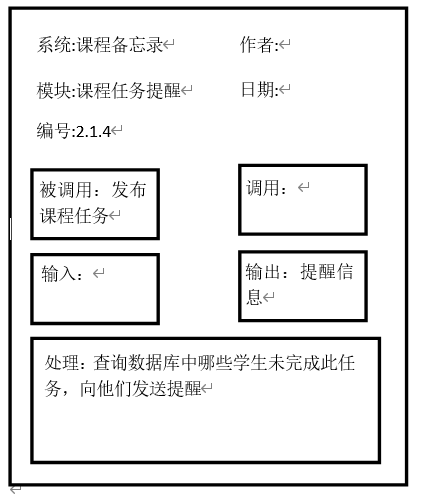 系统:课程备忘录 作者:
模块:课程任务提醒 日期:
编号:2.1.4
被调用：发布
课程任务
调用：
输入：
输出：提醒信
息
处理：查询数据库中哪些学生未完成此任
务，向他们发送提醒